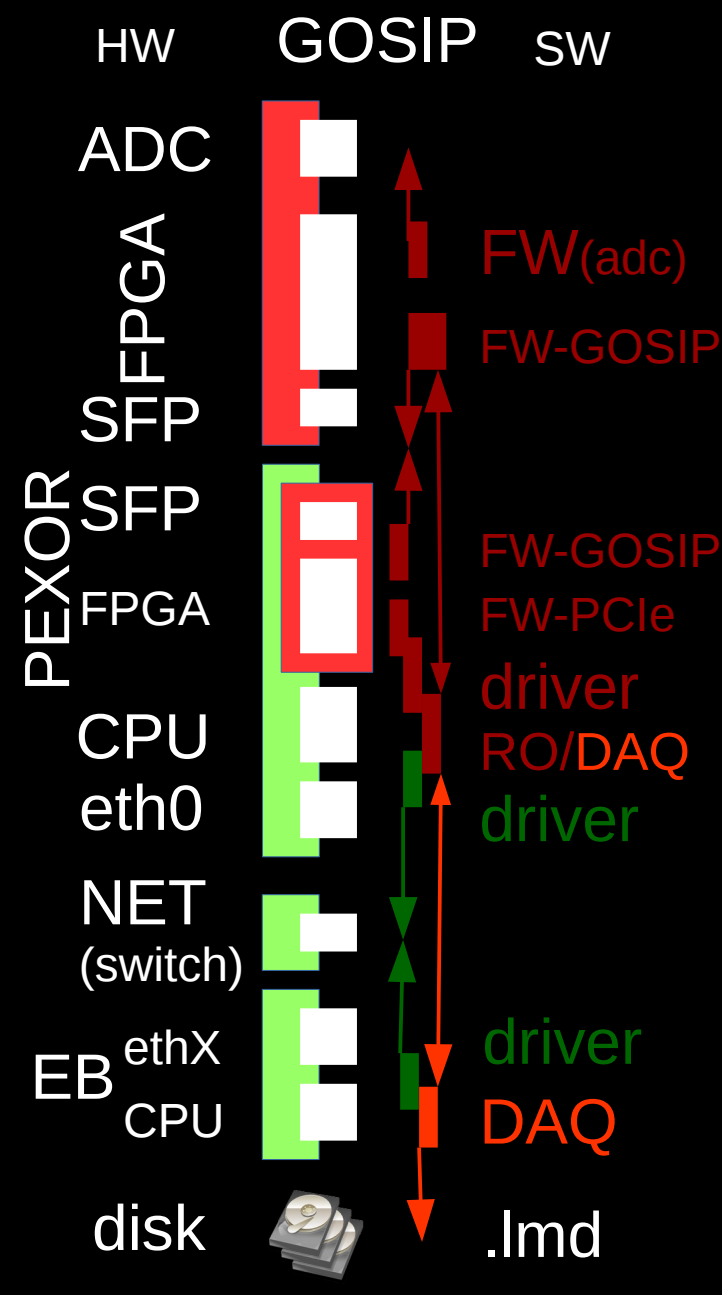 HW GOSIP SW
ADC
FPGA
FW(adc)
FW-GOSIP
SFP
PEXOR
SFP
FW-GOSIP
FPGA
FW-PCIe
driver
CPU
RO/DAQ
eth0
driver
NET
(switch)
EB
ethX
driver
CPU
DAQ
disk
.lmd